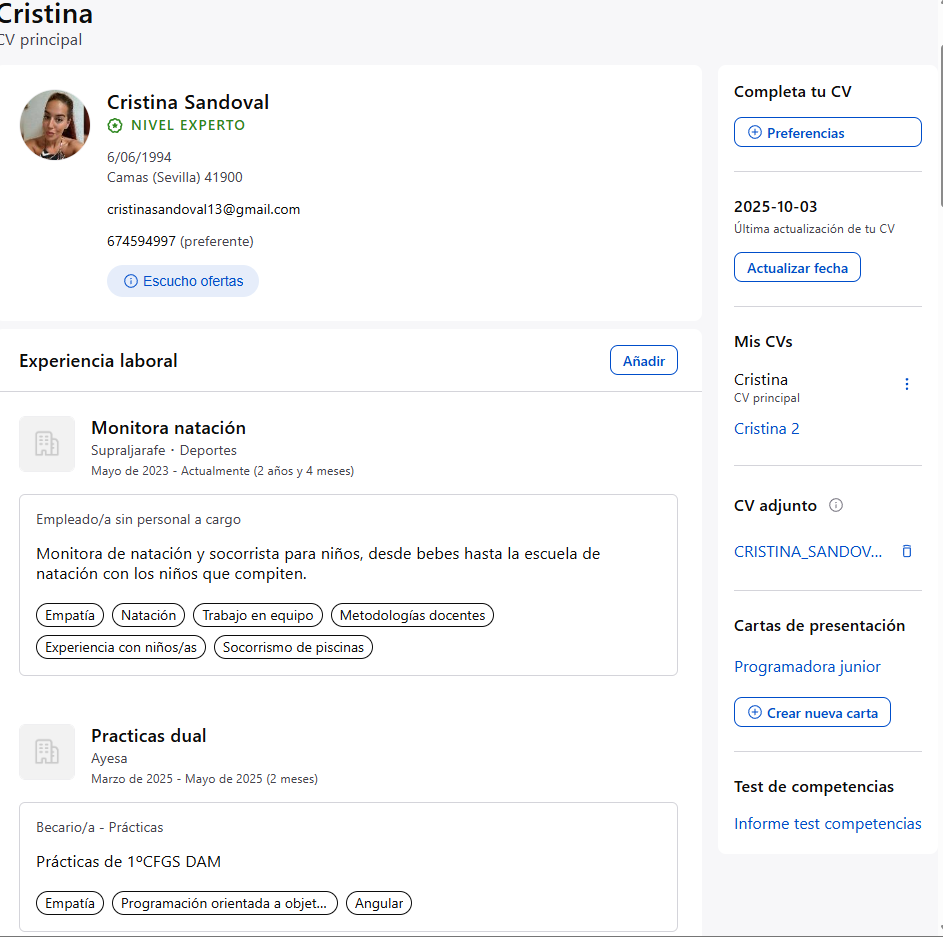 Cristina
CV principal
Cristina Sandoval
NIVEL EXPERTO
6/06/1994
Camas (Sevilla) 41900
cristinasandoval13@gmail.com
674594997 (preferente)
Escucho ofertas
Experiencia laboral
Añadir
Monitora natación
Supraljarafe · Deportes
Mayo de 2023 - Actualmente (2 años y 4 meses)
Empleado/a sin personal a cargo
Monitora de natación y socorrista para niños, desde bebes hasta la escuela de
natación con los niños que compiten.
Empatía
Natación
Trabajo en equipo
Metodologías docentes
Experiencia con niños/as
Socorrismo de piscinas
Practicas dual
Ayesa
Marzo de 2025 - Mayo de 2025 (2 meses)
Becario/a - Prácticas
Prácticas de 1ºCFGS DAM
Empatía
Programación orientada a objet...
Angular
Completa tu CV
Preferencias
2025-10-03
Última actualización de tu CV
Actualizar fecha
Mis CVs
Cristina
CV principal
Cristina 2
CV adjunto
CRISTINA_SANDOV...
Cartas de presentación
Programadora junior
Crear nueva carta
Test de competencias
Informe test competencias